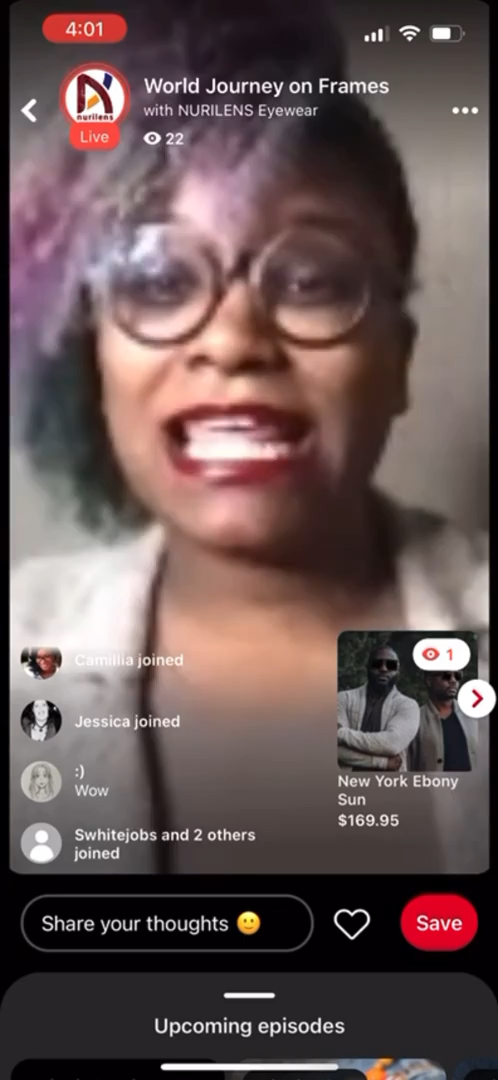 4:01
World Journey on Frames
nurilens
with NURILENS Eyewear
Live
22
Camillia joined
1
Jessica joined
:)
Wow
New York Ebony
Sun
$169.95
Swhitejobs and 2 others
joined
Share your thoughts 🙂
Save
Upcoming episodes